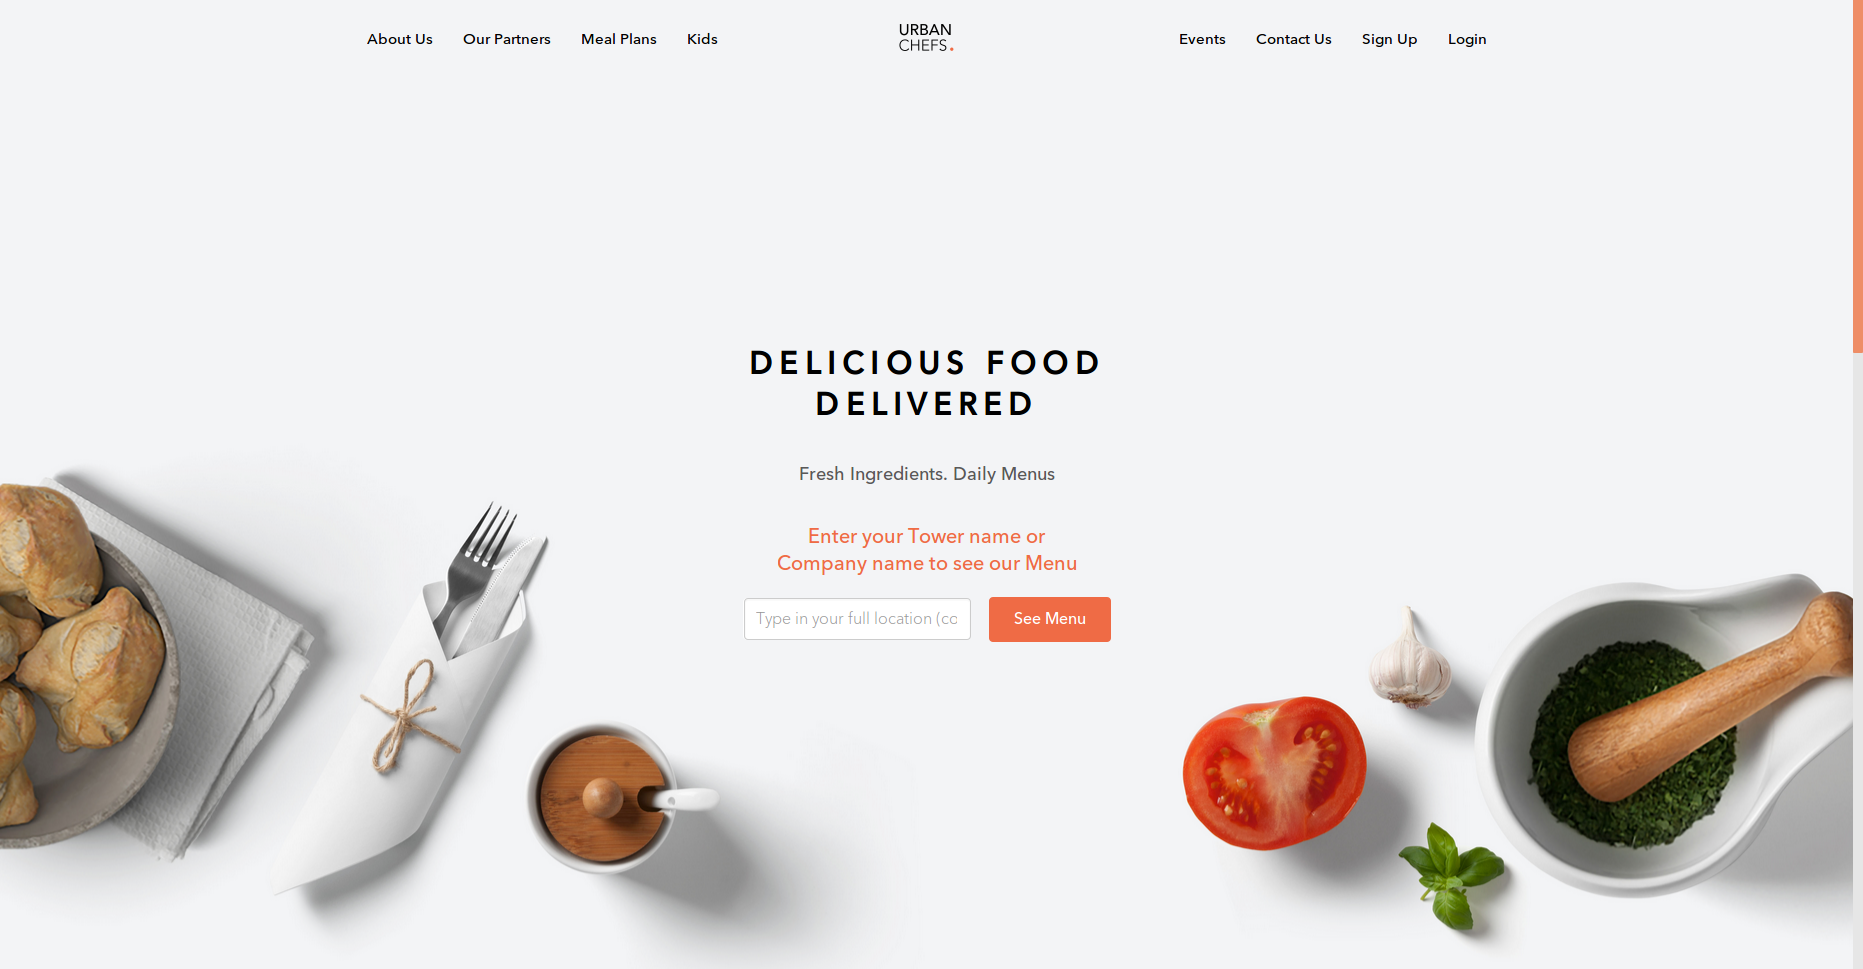 About Us
Our Partners
Meal Plans
Kids
URBAN
CHEFS.
Events
Contact Us
Sign Up
Login
DELICIOUS FOOD
DELIVERED
Fresh Ingredients. Daily Menus
Enter your Tower name or
Company name to see our Menu
Type in your full location (co
See Menu